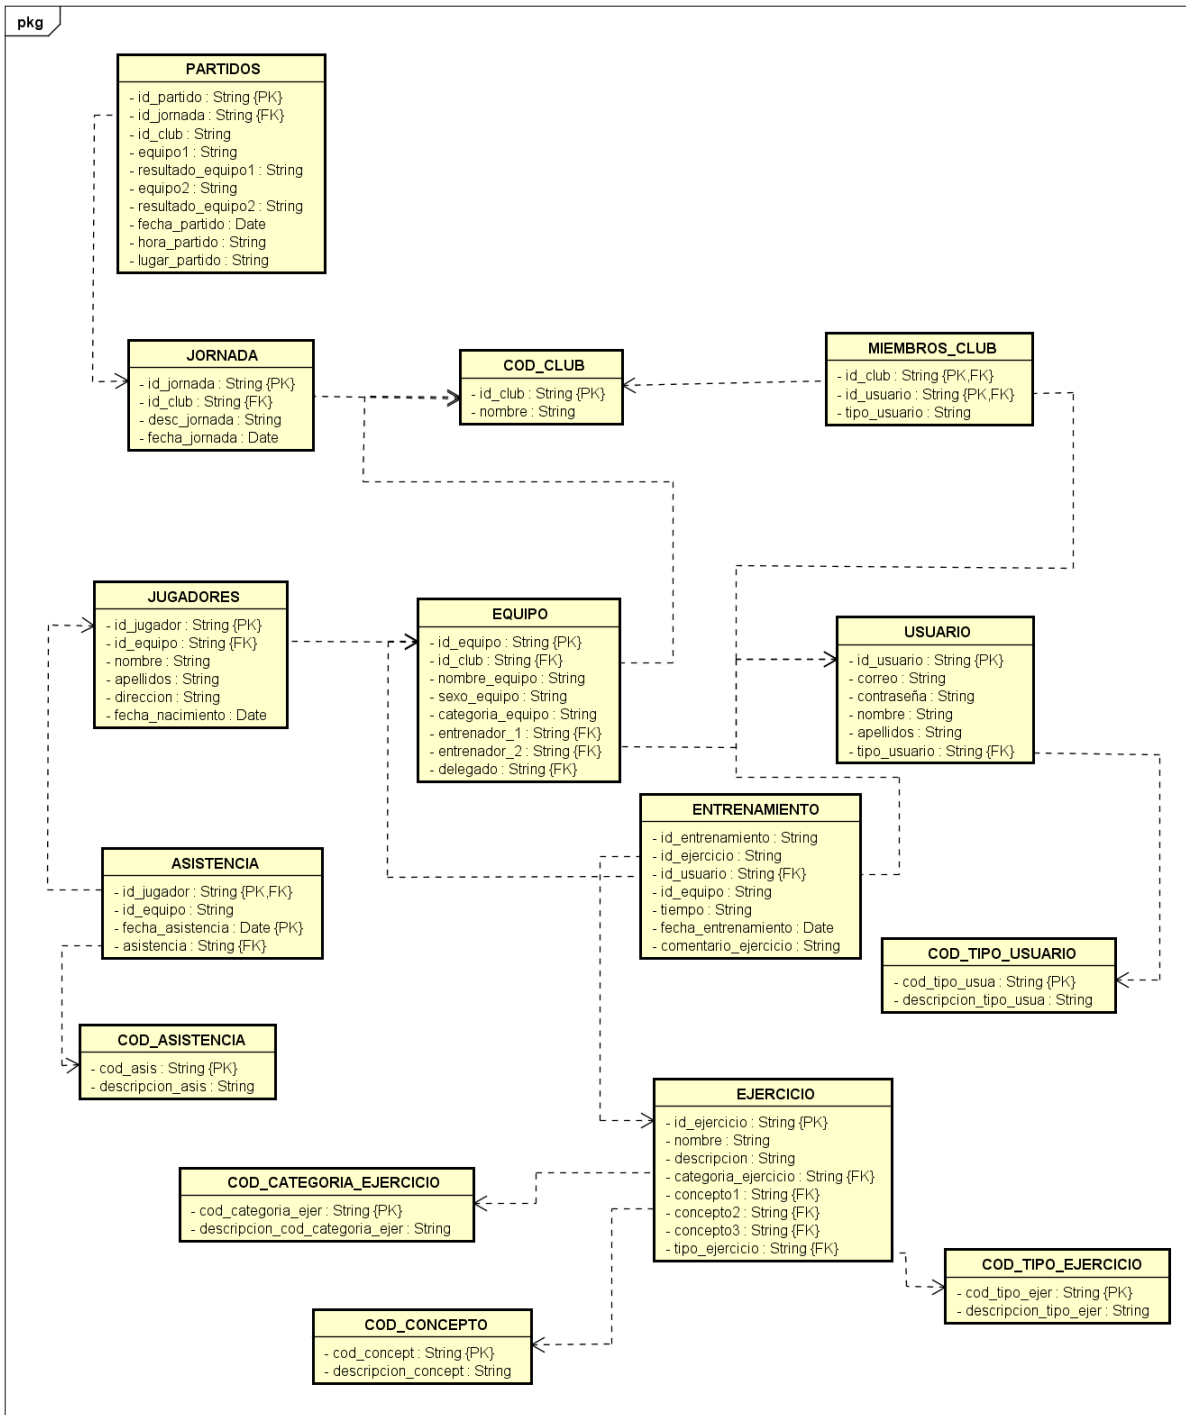 pkg
PARTIDOS
- id_partido : String {PK}
- id_jornada : String {FK}
- id_club : String
- equipo1 : String
- resultado_equipo1 : String
- equipo2 : String
- resultado_equipo2 : String
- fecha_partido : Date
- hora_partido : String
- lugar_partido : String
JORNADA
- id_jornada : String {PK}
- id_club : String {FK}
- desc_jornada : String
- fecha_jornada : Date
COD_CLUB
- id_club : String {PK}
- nombre : String
MIEMBROS_CLUB
- id_club : String {PK,FK}
- id_usuario : String {PK,FK}
- tipo_usuario : String
JUGADORES
- id_jugador : String {PK}
- id_equipo : String {FK}
- nombre : String
- apellidos : String
- direccion : String
- fecha_nacimiento : Date
EQUIPO
- id_equipo : String {PK}
- id_club : String {FK}
- nombre_equipo : String
- sexo_equipo : String
- categoria_equipo : String
- entrenador_1 : String {FK}
- entrenador_2 : String {FK}
- delegado : String {FK}
USUARIO
- id_usuario : String {PK}
- correo : String
- contraseña : String
- nombre : String
- apellidos : String
- tipo_usuario : String {FK}
ENTRENAMIENTO
- id_entrenamiento : String
- id_ejercicio : String
- id_usuario : String {FK}
- id_equipo : String
- tiempo : String
- fecha_entrenamiento : Date
- comentario_ejercicio : String
ASISTENCIA
- id_jugador : String {PK,FK}
- id_equipo : String
- fecha_asistencia : Date {PK}
- asistencia : String {FK}
COD_TIPO_USUARIO
- cod_tipo_usua : String {PK}
- descripcion_tipo_usua : String
COD_ASISTENCIA
- cod_asis : String {PK}
- descripcion_asis : String
EJERCICIO
- id_ejercicio : String {PK}
- nombre : String
- descripcion : String
- categoria_ejercicio : String {FK}
- concepto1 : String {FK}
- concepto2 : String {FK}
- concepto3 : String {FK}
- tipo_ejercicio : String {FK}
COD_CATEGORIA_EJERCICIO
- cod_categoria_ejer : String {PK}
- descripcion_cod_categoria_ejer : String
COD_TIPO_EJERCICIO
- cod_tipo_ejer : String {PK}
- descripcion_tipo_ejer : String
COD_CONCEPTO
- cod_concept : String {PK}
- descripcion_concept : String